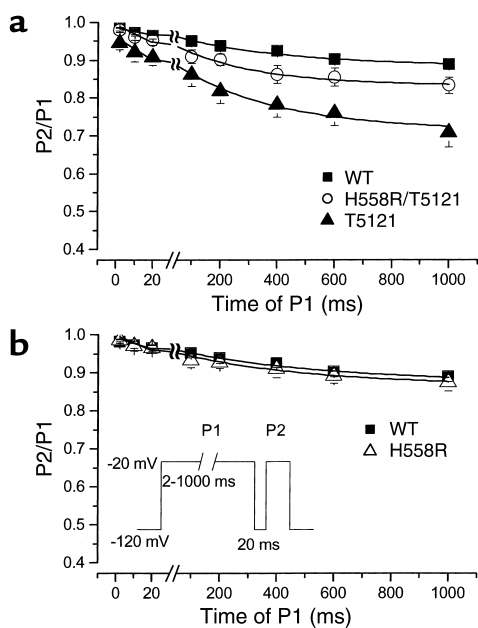 a
1.0
0.9
0.8
0.7
0.6
0.5
0.4
P2/P1
WT
H558R/T5121
T5121
0 20 200 400 600 800 1000
Time of P1 (ms)
b
1.0
0.9
0.8
0.7
0.6
0.5
0.4
P2/P1
WT
H558R
P1 P2
-20 mV
2-1000 ms
-120 mV
20 ms
0 20 200 400 600 800 1000
Time of P1 (ms)